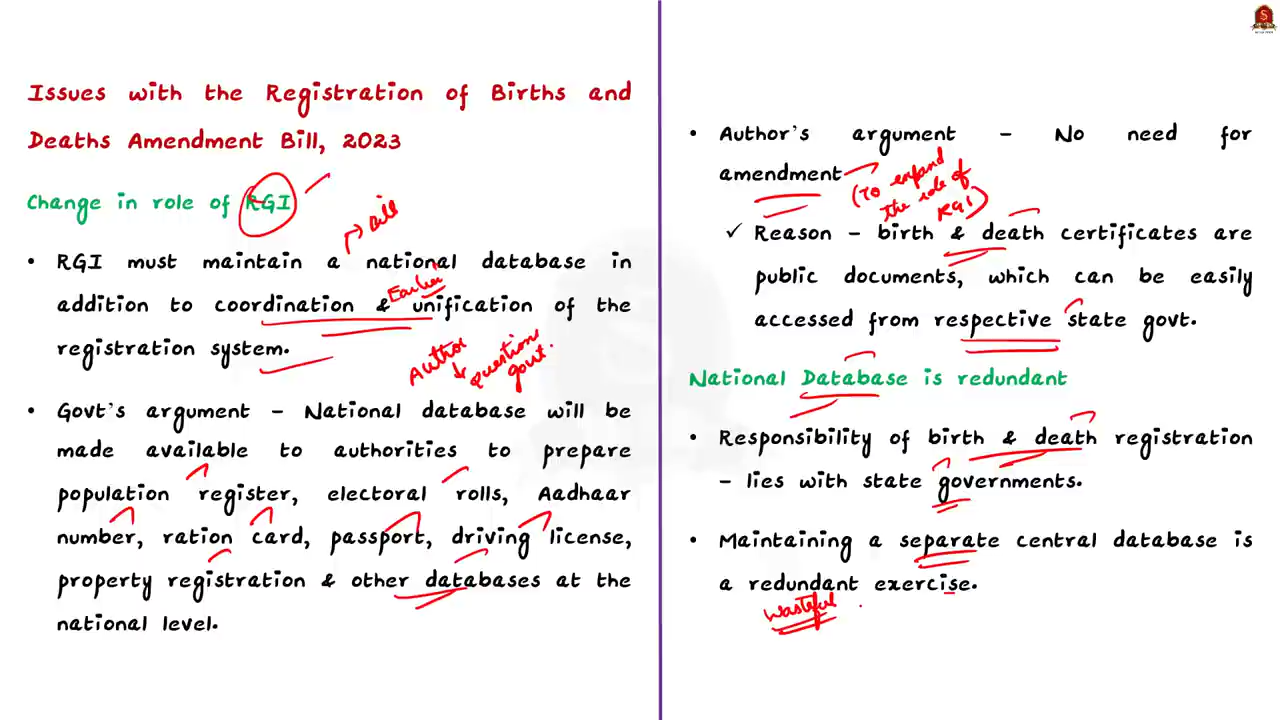 Issues with the Registration of Births and
Deaths Amendment Bill, 2023
Change in role of RGI
→ Bill
• RGI must maintain a national database in
Earlier
addition to coordination & unification of the
registration system.
Author
↓
questions
govt.
• Govt's argument - National database will be
made available to authorities to prepare
population register, electoral rolls, Aadhaar
number, ration card, passport, driving license,
property registration & other databases at the
national level.
• Author's argument - No need for
amendment
(To expand
the role of
RGI)
✓ Reason - birth & death certificates are
public documents, which can be easily
accessed from respective state govt.
National Database is redundant
• Responsibility of birth & death registration
- lies with state governments.
• Maintaining a separate central database is
a redundant exercise.
Wasteful